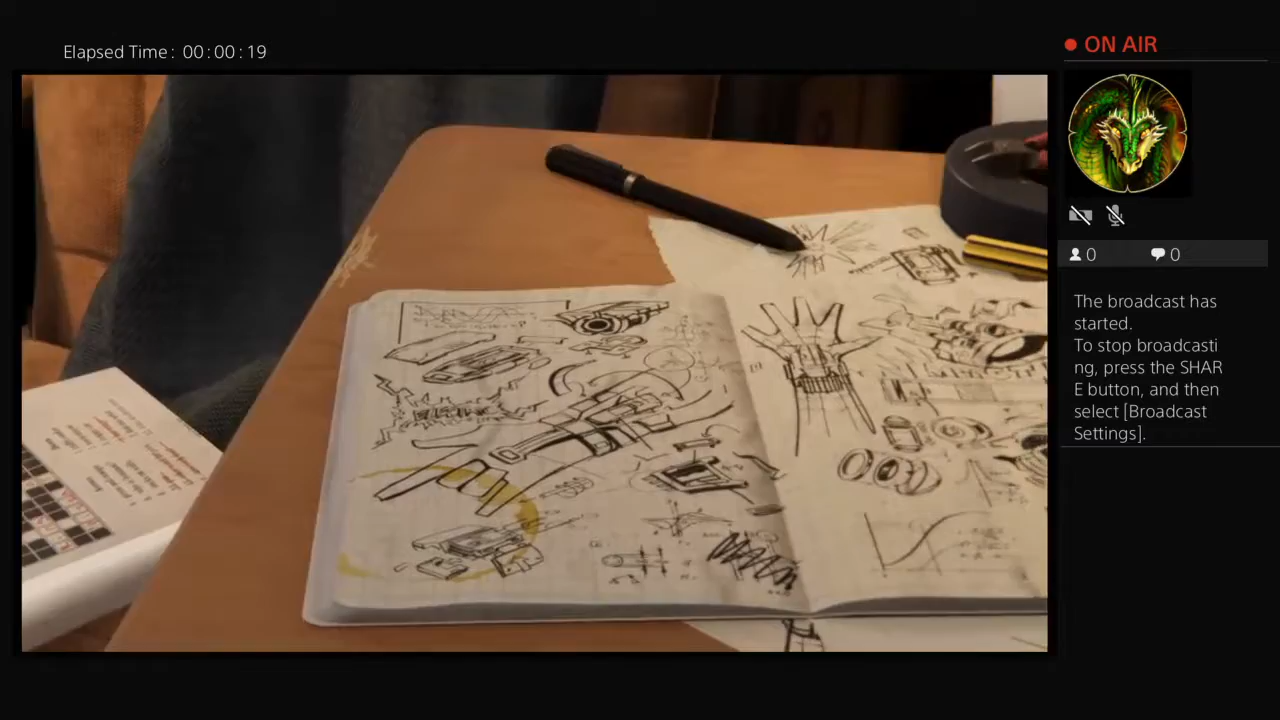 Elapsed Time: 00:00:19
ON AIR
0 0
The broadcast has
started.
To stop broadcasti
ng, press the SHAR
E button, and then
select [Broadcast
Settings].